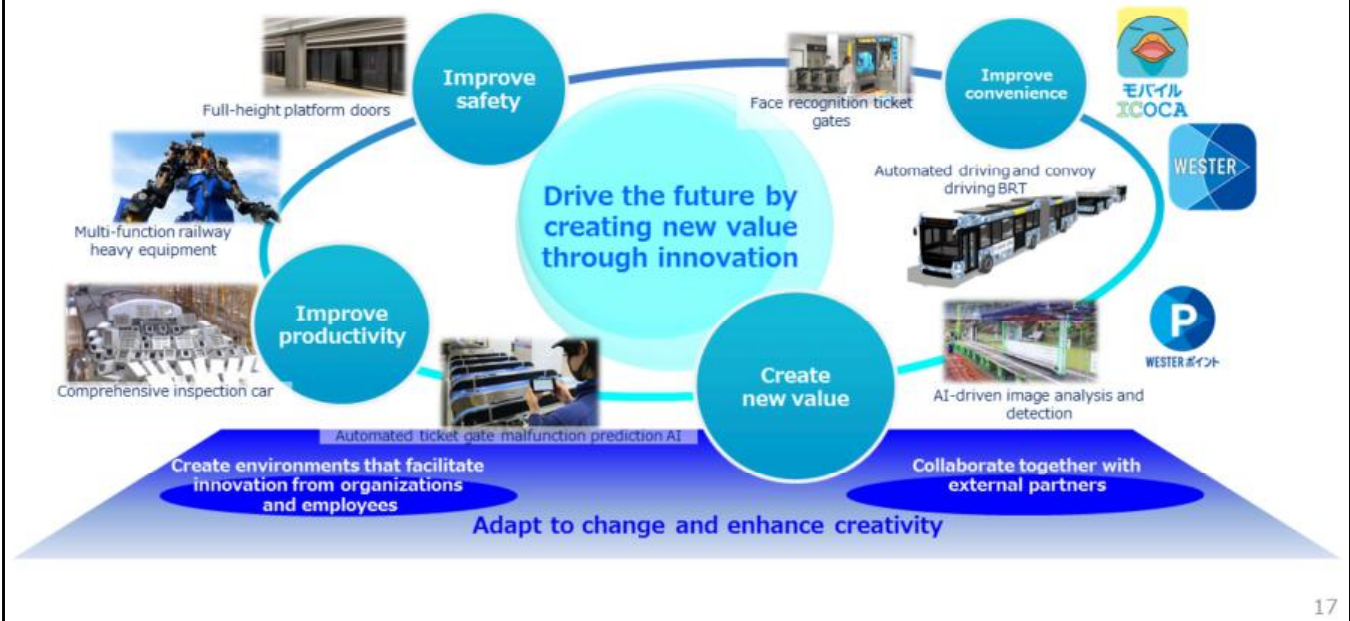 Improve
safety
Full-height platform doors
Face recognition ticket
gates
Improve
convenience
モバイル
ICOCA
WESTER
Multi-function railway
heavy equipment
Drive the future by
creating new value
through innovation
Automated driving and convoy
driving BRT
Improve
productivity
Comprehensive inspection car
Automated ticket gate malfunction prediction AI
Create
new value
AI-driven image analysis and
detection
P
WESTERポイント
Create environments that facilitate
innovation from organizations
and employees
Collaborate together with
external partners
Adapt to change and enhance creativity
17